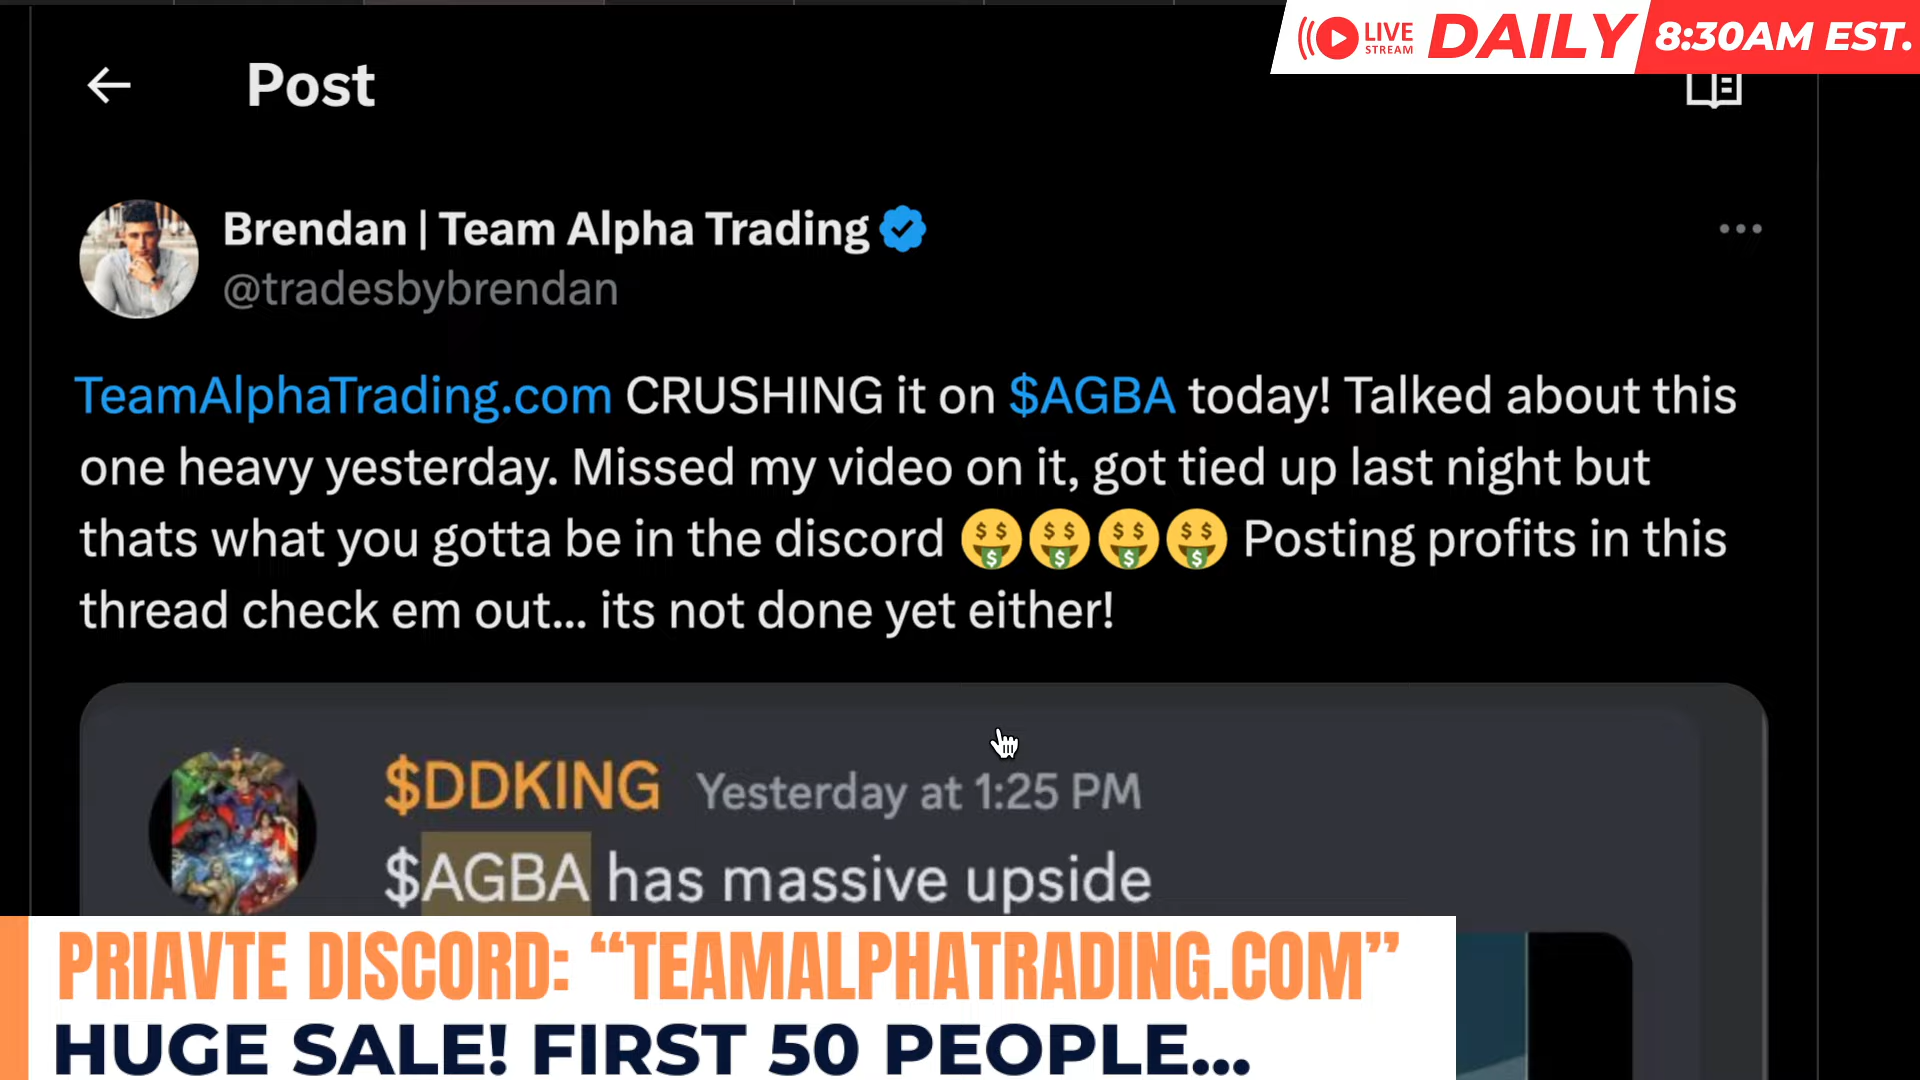 LIVE
STREAM
DAILY
8:30AM EST.
Post
Brendan | Team Alpha Trading
@tradesbybrendan
TeamAlphaTrading.com CRUSHING it on $AGBA today! Talked about this
one heavy yesterday. Missed my video on it, got tied up last night but
thats what you gotta be in the discord 🤑🤑🤑🤑 Posting profits in this
thread check em out... its not done yet either!
$DDKING Yesterday at 1:25 PM
$AGBA has massive upside
PRIAVTE DISCORD: “TEAMALPHATRADING.COM”
HUGE SALE! FIRST 50 PEOPLE...